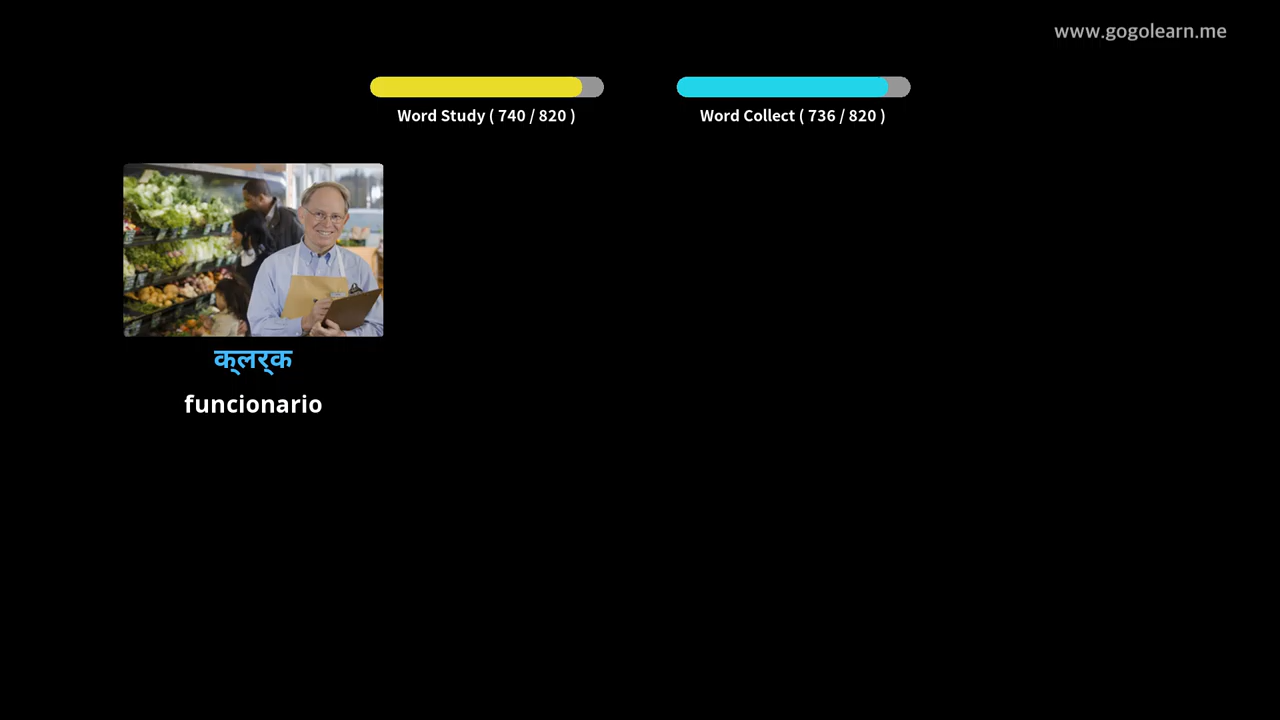 www.gogolearn.me
Word Study ( 740 / 820 )
Word Collect ( 736 / 820 )
क्लर्क
funcionario